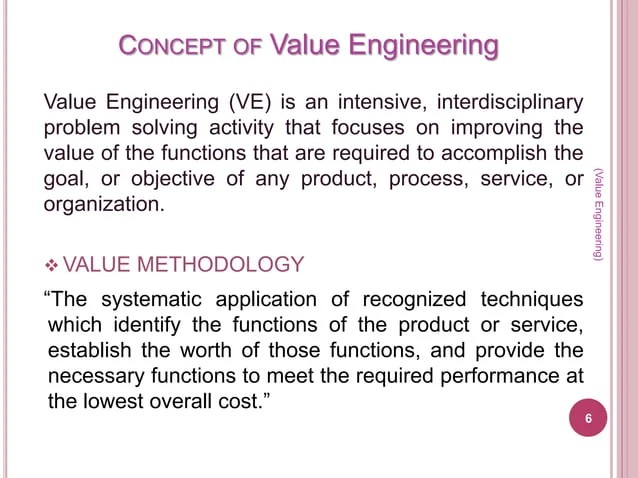 CONCEPT OF Value Engineering
Value Engineering (VE) is an intensive, interdisciplinary
problem solving activity that focuses on improving the
value of the functions that are required to accomplish the
goal, or objective of any product, process, service, or
organization.
❖ VALUE METHODOLOGY
“The systematic application of recognized techniques
which identify the functions of the product or service,
establish the worth of those functions, and provide the
necessary functions to meet the required performance at
the lowest overall cost.”
(Value Engineering)
6